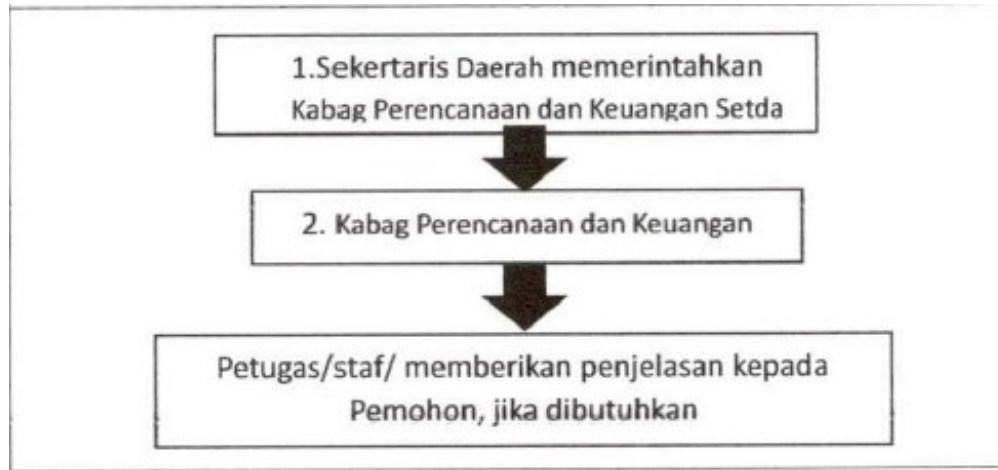 1.Sekertaris Daerah memerintahkan
Kabag Perencanaan dan Keuangan Setda
2. Kabag Perencanaan dan Keuangan
Petugas/staf/ memberikan penjelasan kepada
Pemohon, jika dibutuhkan